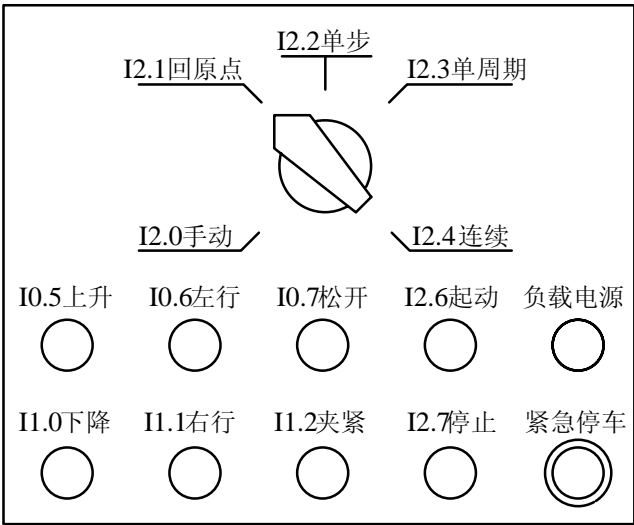 I2.2单步
I2.1回原点
I2.3单周期
I2.0手动
I2.4连续
I0.5上升 I0.6左行 I0.7松开 I2.6起动 负载电源
I1.0下降 I1.1右行 I1.2夹紧 I2.7停止 紧急停车